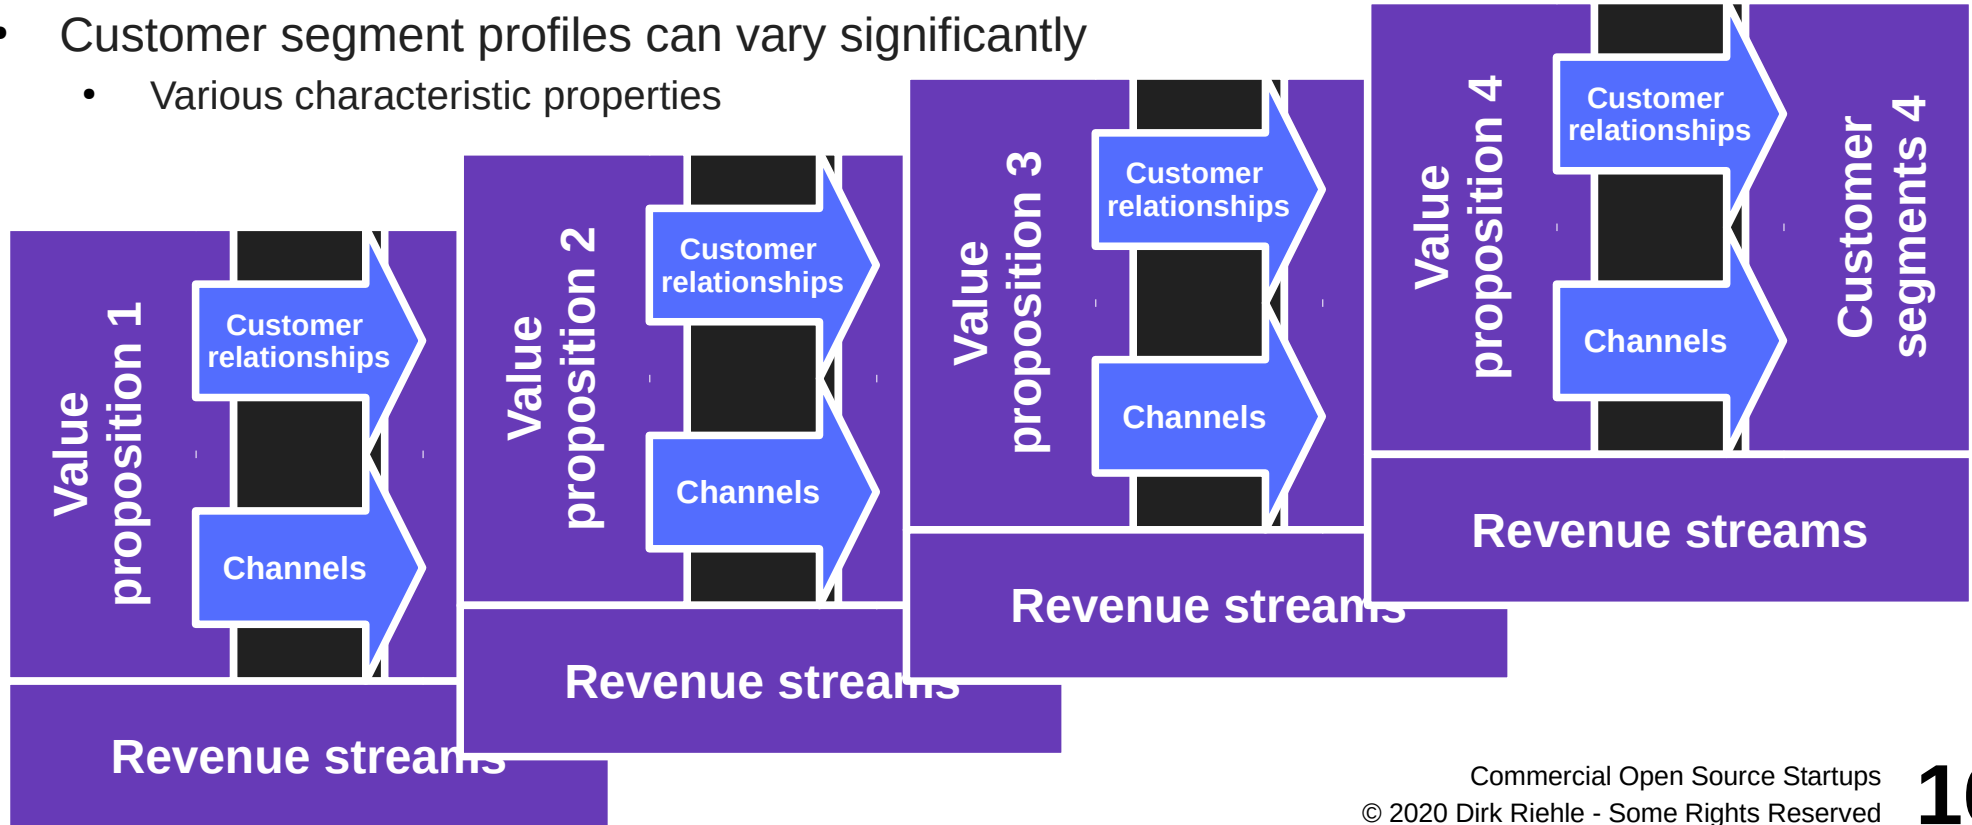 • Customer segment profiles can vary significantly
• Various characteristic properties
Value
proposition 1
Customer
relationships
Channels
Revenue streams
Value
proposition 2
Customer
relationships
Channels
Revenue streams
Value
proposition 3
Customer
relationships
Channels
Revenue streams
Value
proposition 4
Customer
relationships
Channels
Customer
segments 4
Revenue streams
Commercial Open Source Startups
© 2020 Dirk Riehle - Some Rights Reserved